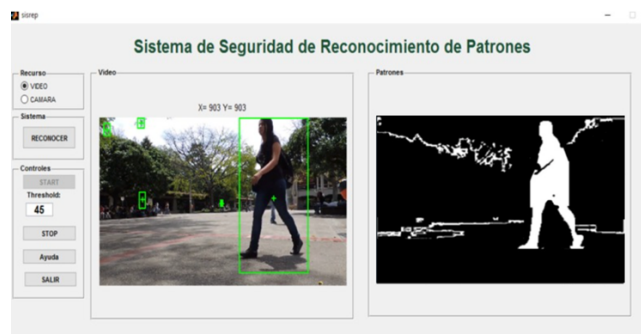 sisrep
Sistema de Seguridad de Reconocimiento de Patrones
Recurso
VIDEO
CAMARA
Sistema
RECONOCER
Controles
START
Threshold:
45
STOP
Ayuda
SALIR
Video
X= 903 Y= 903
Patrones